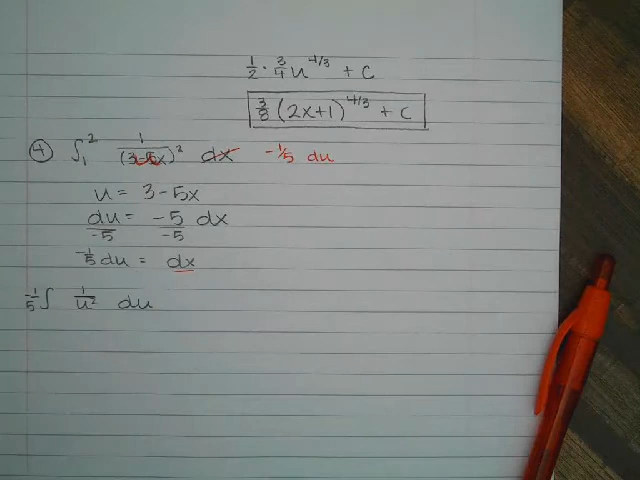 1/2 · 3/4 u^4/3 + C
3/8 (2x+1)^4/3 + C
④ ∫₁² 1/(3-5x)² dx -1/5 du
u = 3-5x
du/-5 = -5/-5 dx
-1/5 du = dx
-1/5 ∫ 1/u² du